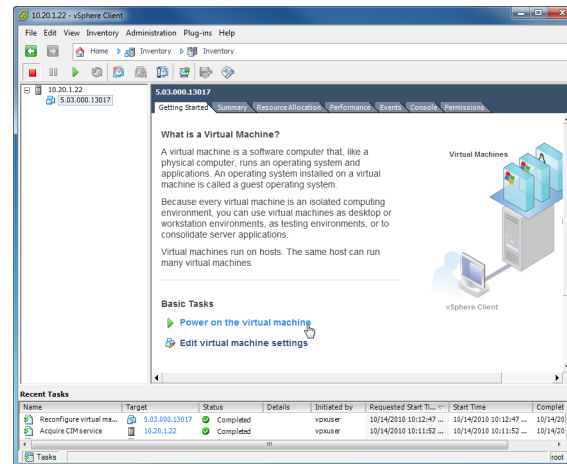 10.20.1.22 - vSphere Client
File Edit View Inventory Administration Plug-ins Help
Home Inventory Inventory
10.20.1.22
5.03.000.13017
5.03.000.13017
Getting Started Summary Resource Allocation Performance Events Console Permissions
What is a Virtual Machine?
A virtual machine is a software computer that, like a
physical computer, runs an operating system and
applications. An operating system installed on a virtual
machine is called a guest operating system.
Because every virtual machine is an isolated computing
environment, you can use virtual machines as desktop or
workstation environments, as testing environments, or to
consolidate server applications.
Virtual machines run on hosts. The same host can run
many virtual machines.
Virtual Machines
vSphere Client
Basic Tasks
Power on the virtual machine
Edit virtual machine settings
Recent Tasks
Name Target Status Details Initiated by Requested Start Ti... Start Time Complet
Reconfigure virtual ma... 5.03.000.13017 Completed vpxuser 10/14/2010 10:12:47 ... 10/14/2010 10:12:47 ... 10/14/20
Acquire CIM service 10.20.1.22 Completed vpxuser 10/14/2010 10:11:52 ... 10/14/2010 10:11:52 ... 10/14/20
Tasks root